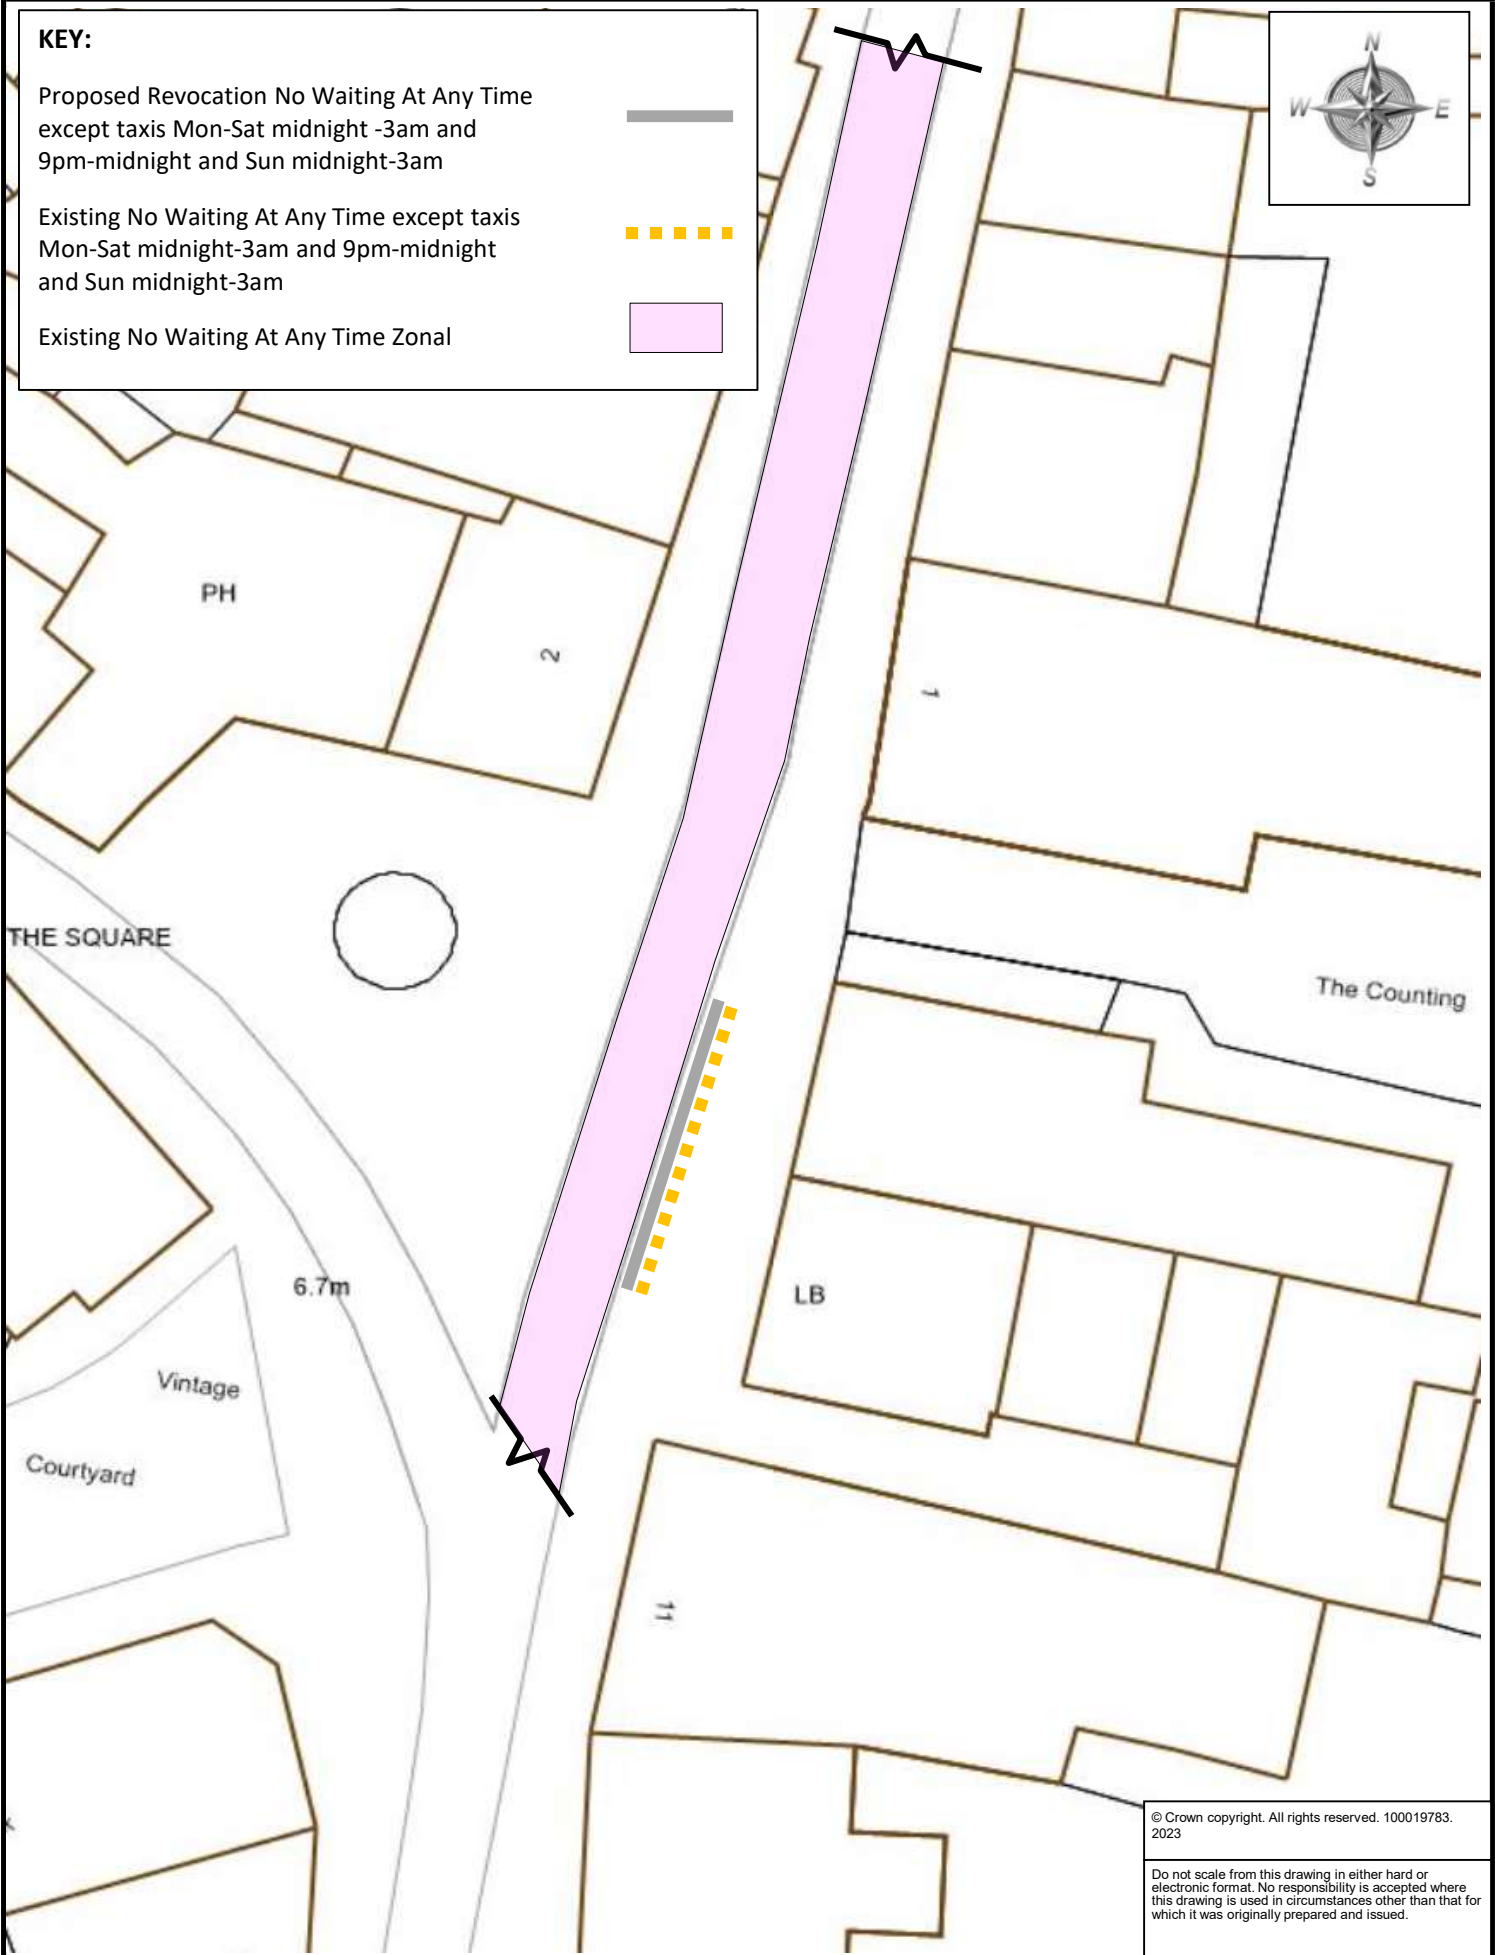 KEY:
Proposed Revocation No Waiting At Any Time
except taxis Mon-Sat midnight -3am and
9pm-midnight and Sun midnight-3am
Existing No Waiting At Any Time except taxis
Mon-Sat midnight-3am and 9pm-midnight
and Sun midnight-3am
Existing No Waiting At Any Time Zonal
N
W
E
S
PH
2
1
THE SQUARE
The Counting
6.7m
LB
Vintage
Courtyard
11
© Crown copyright. All rights reserved. 100019783.
2023
Do not scale from this drawing in either hard or
electronic format. No responsibility is accepted where
this drawing is used in circumstances other than that for
which it was originally prepared and issued.